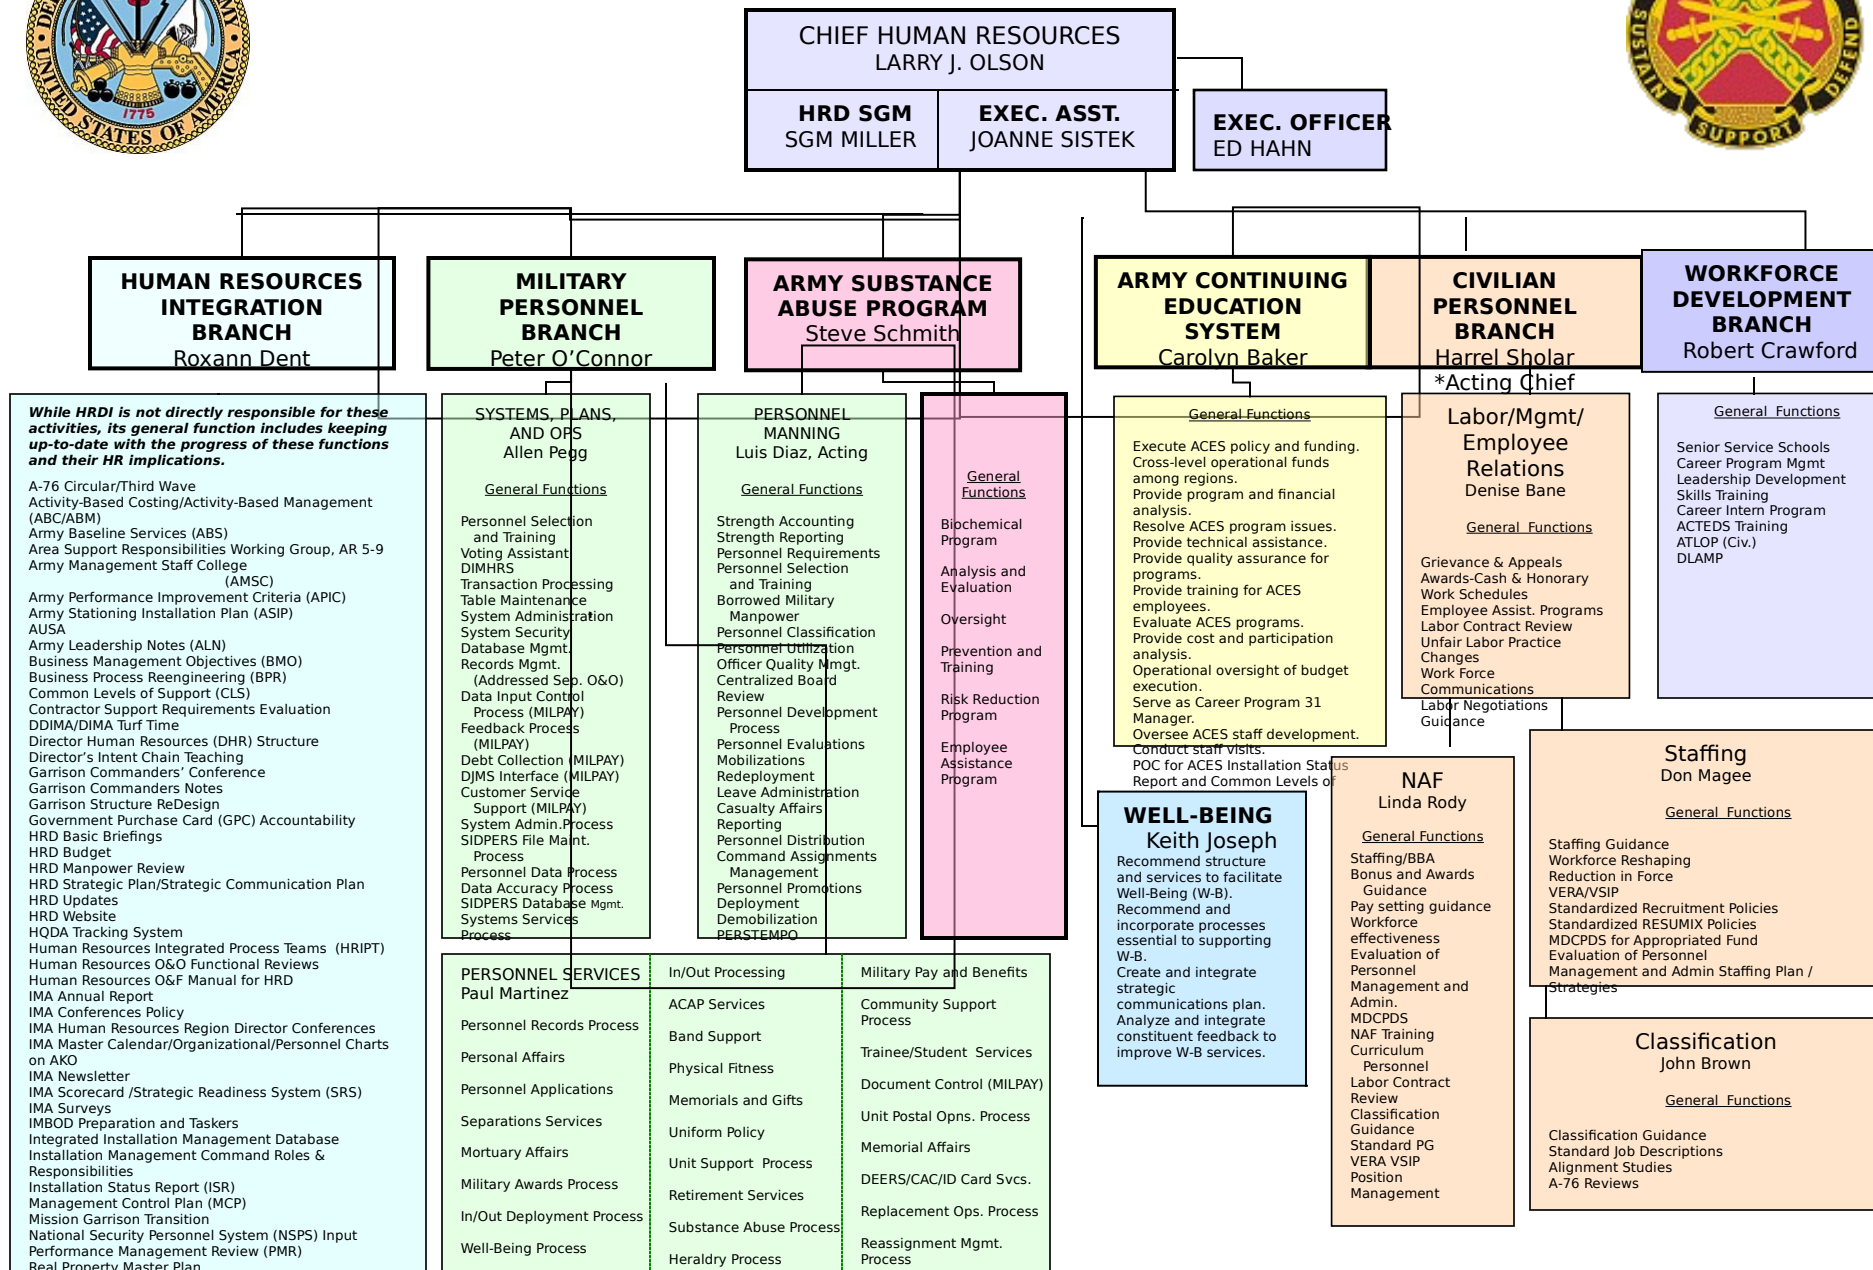 UNITED STATES OF AMERICA
1775
SUSTAIN
SUPPORT
DEFEND
CHIEF HUMAN RESOURCES
LARRY J. OLSON
HRD SGM
SGM MILLER
EXEC. ASST.
JOANNE SISTEK
EXEC. OFFICER
ED HAHN
HUMAN RESOURCES
INTEGRATION
BRANCH
Roxann Dent
MILITARY
PERSONNEL
BRANCH
Peter O’Connor
ARMY SUBSTANCE
ABUSE PROGRAM
Steve Schmith
ARMY CONTINUING
EDUCATION
SYSTEM
Carolyn Baker
CIVILIAN
PERSONNEL
BRANCH
Harrel Sholar
*Acting Chief
WORKFORCE
DEVELOPMENT
BRANCH
Robert Crawford
While HRDI is not directly responsible for these
activities, its general function includes keeping
up-to-date with the progress of these functions
and their HR implications.
A-76 Circular/Third Wave
Activity-Based Costing/Activity-Based Management
(ABC/ABM)
Army Baseline Services (ABS)
Area Support Responsibilities Working Group, AR 5-9
Army Management Staff College
(AMSC)
Army Performance Improvement Criteria (APIC)
Army Stationing Installation Plan (ASIP)
AUSA
Army Leadership Notes (ALN)
Business Management Objectives (BMO)
Business Process Reengineering (BPR)
Common Levels of Support (CLS)
Contractor Support Requirements Evaluation
DDIMA/DIMA Turf Time
Director Human Resources (DHR) Structure
Director’s Intent Chain Teaching
Garrison Commanders’ Conference
Garrison Commanders Notes
Garrison Structure ReDesign
Government Purchase Card (GPC) Accountability
HRD Basic Briefings
HRD Budget
HRD Manpower Review
HRD Strategic Plan/Strategic Communication Plan
HRD Updates
HRD Website
HQDA Tracking System
Human Resources Integrated Process Teams (HRIPT)
Human Resources O&O Functional Reviews
Human Resources O&F Manual for HRD
IMA Annual Report
IMA Conferences Policy
IMA Human Resources Region Director Conferences
IMA Master Calendar/Organizational/Personnel Charts
on AKO
IMA Newsletter
IMA Scorecard /Strategic Readiness System (SRS)
IMA Surveys
IMBOD Preparation and Taskers
Integrated Installation Management Database
Installation Management Command Roles &
Responsibilities
Installation Status Report (ISR)
Management Control Plan (MCP)
Mission Garrison Transition
National Security Personnel System (NSPS) Input
Performance Management Review (PMR)
Real Property Master Plan
SYSTEMS, PLANS,
AND OPS
Allen Pegg
General Functions
Personnel Selection
and Training
Voting Assistant
DIMHRS
Transaction Processing
Table Maintenance
System Administration
System Security
Database Mgmt.
Records Mgmt.
(Addressed Sep. O&O)
Data Input Control
Process (MILPAY)
Feedback Process
(MILPAY)
Debt Collection (MILPAY)
DJMS Interface (MILPAY)
Customer Service
Support (MILPAY)
System Admin.Process
SIDPERS File Maint.
Process
Personnel Data Process
Data Accuracy Process
SIDPERS Database Mgmt.
Systems Services
Process
PERSONNEL
MANNING
Luis Diaz, Acting
General Functions
Strength Accounting
Strength Reporting
Personnel Requirements
Personnel Selection
and Training
Borrowed Military
Manpower
Personnel Classification
Personnel Utilization
Officer Quality Mmgt.
Centralized Board
Review
Personnel Development
Process
Personnel Evaluations
Mobilizations
Redeployment
Leave Administration
Casualty Affairs
Reporting
Personnel Distribution
Command Assignments
Management
Personnel Promotions
Deployment
Demobilization
PERSTEMPO
General
Functions
Biochemical
Program
Analysis and
Evaluation
Oversight
Prevention and
Training
Risk Reduction
Program
Employee
Assistance
Program
General Functions
Execute ACES policy and funding.
Cross-level operational funds
among regions.
Provide program and financial
analysis.
Resolve ACES program issues.
Provide technical assistance.
Provide quality assurance for
programs.
Provide training for ACES
employees.
Evaluate ACES programs.
Provide cost and participation
analysis.
Operational oversight of budget
execution.
Serve as Career Program 31
Manager.
Oversee ACES staff development.
Conduct staff visits.
POC for ACES Installation Status
Report and Common Levels of
Labor/Mgmt/
Employee
Relations
Denise Bane
General Functions
Grievance & Appeals
Awards-Cash & Honorary
Work Schedules
Employee Assist. Programs
Labor Contract Review
Unfair Labor Practice
Changes
Work Force
Communications
Labor Negotiations
Guidance
General Functions
Senior Service Schools
Career Program Mgmt
Leadership Development
Skills Training
Career Intern Program
ACTEDS Training
ATLOP (Civ.)
DLAMP
PERSONNEL SERVICES
Paul Martinez
Personnel Records Process
Personal Affairs
Personnel Applications
Separations Services
Mortuary Affairs
Military Awards Process
In/Out Deployment Process
Well-Being Process
In/Out Processing
ACAP Services
Band Support
Physical Fitness
Memorials and Gifts
Uniform Policy
Unit Support Process
Retirement Services
Substance Abuse Process
Heraldry Process
Military Pay and Benefits
Community Support
Process
Trainee/Student Services
Document Control (MILPAY)
Unit Postal Opns. Process
Memorial Affairs
DEERS/CAC/ID Card Svcs.
Replacement Ops. Process
Reassignment Mgmt.
Process
WELL-BEING
Keith Joseph
Recommend structure
and services to facilitate
Well-Being (W-B).
Recommend and
incorporate processes
essential to supporting
W-B.
Create and integrate
strategic
communications plan.
Analyze and integrate
constituent feedback to
improve W-B services.
NAF
Linda Rody
General Functions
Staffing/BBA
Bonus and Awards
Guidance
Pay setting guidance
Workforce
effectiveness
Evaluation of
Personnel
Management and
Admin.
MDCPDS
NAF Training
Curriculum
Personnel
Labor Contract
Review
Classification
Guidance
Standard PG
VERA VSIP
Position
Management
Staffing
Don Magee
General Functions
Staffing Guidance
Workforce Reshaping
Reduction in Force
VERA/VSIP
Standardized Recruitment Policies
Standardized RESUMIX Policies
MDCPDS for Appropriated Fund
Evaluation of Personnel
Management and Admin Staffing Plan /
Strategies
Classification
John Brown
General Functions
Classification Guidance
Standard Job Descriptions
Alignment Studies
A-76 Reviews